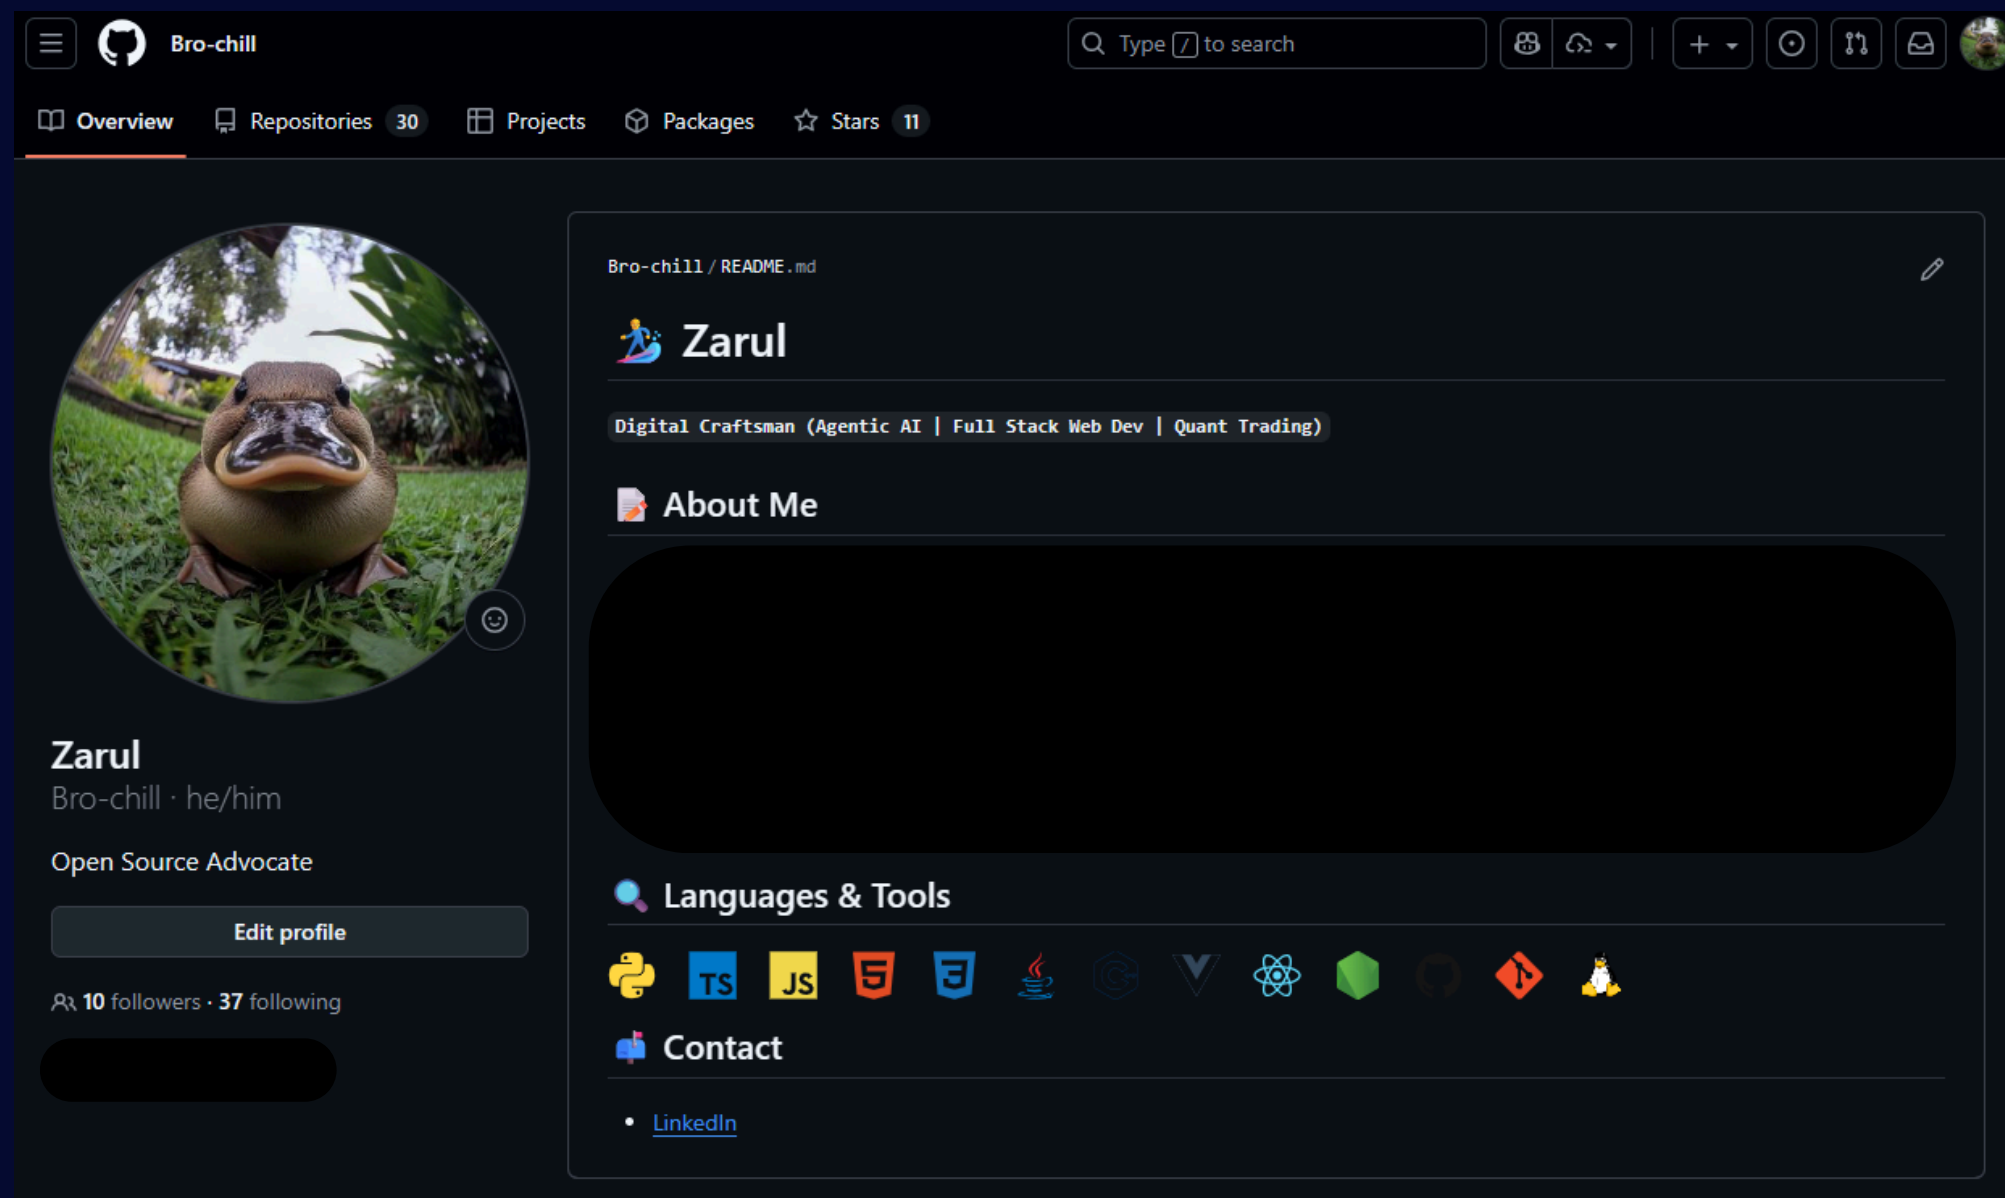 Bro-chill
Type / to search
Overview
Repositories 30
Projects
Packages
Stars 11
Zarul
Bro-chill · he/him
Open Source Advocate
Edit profile
10 followers · 37 following
Bro-chill / README.md
Zarul
Digital Craftsman (Agentic AI | Full Stack Web Dev | Quant Trading)
About Me
Languages & Tools
TS
JS
5
3
C
Contact
LinkedIn